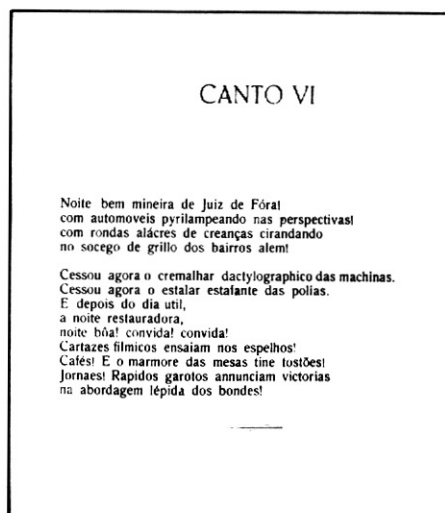 CANTO VI
Noite bem mineira de Juiz de Fóra!
com automoveis pyrilampeando nas perspectivas!
com rondas alácres de creanças cirandando
no socego de grillo dos bairros alem!
Cessou agora o cremalhar dactylographico das machinas.
Cessou agora o estalar estafante das polias.
E depois do dia util,
a noite restauradora,
noite bôa! convida! convida!
Cartazes filmicos ensaiam nos espelhos!
Cafés! E o marmore das mesas tine tostões!
Jornaes! Rapidos garotos annunciam victorias
na abordagem lépida dos bondes!